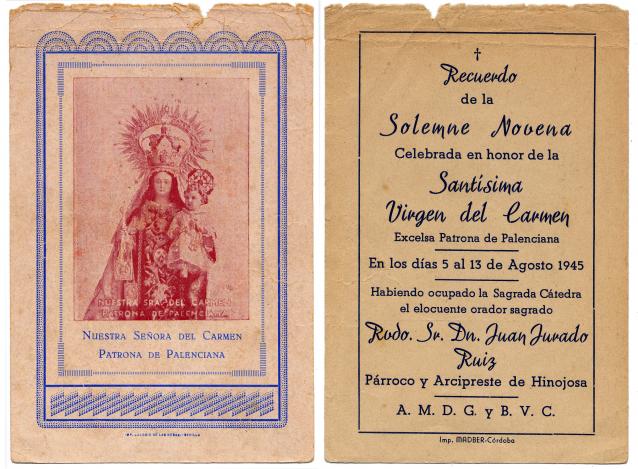 NUESTRA SRA. DEL CARMEN
PATRONA DE PALENCIANA
NUESTRA SEÑORA DEL CARMEN
PATRONA DE PALENCIANA
Recuerdo
de la
Solemne Novena
Celebrada en honor de la
Santísima
Virgen del Carmen
Excelsa Patrona de Palenciana
En los días 5 al 13 de Agosto 1945
Habiendo ocupado la Sagrada Cátedra
el elocuente orador sagrado
Rvdo. Sr. Dn. Juan Jurado
Ruiz
Párroco y Arcipreste de Hinojosa
A. M. D. G. y B. V. C.
Imp. MADBER-Córdoba